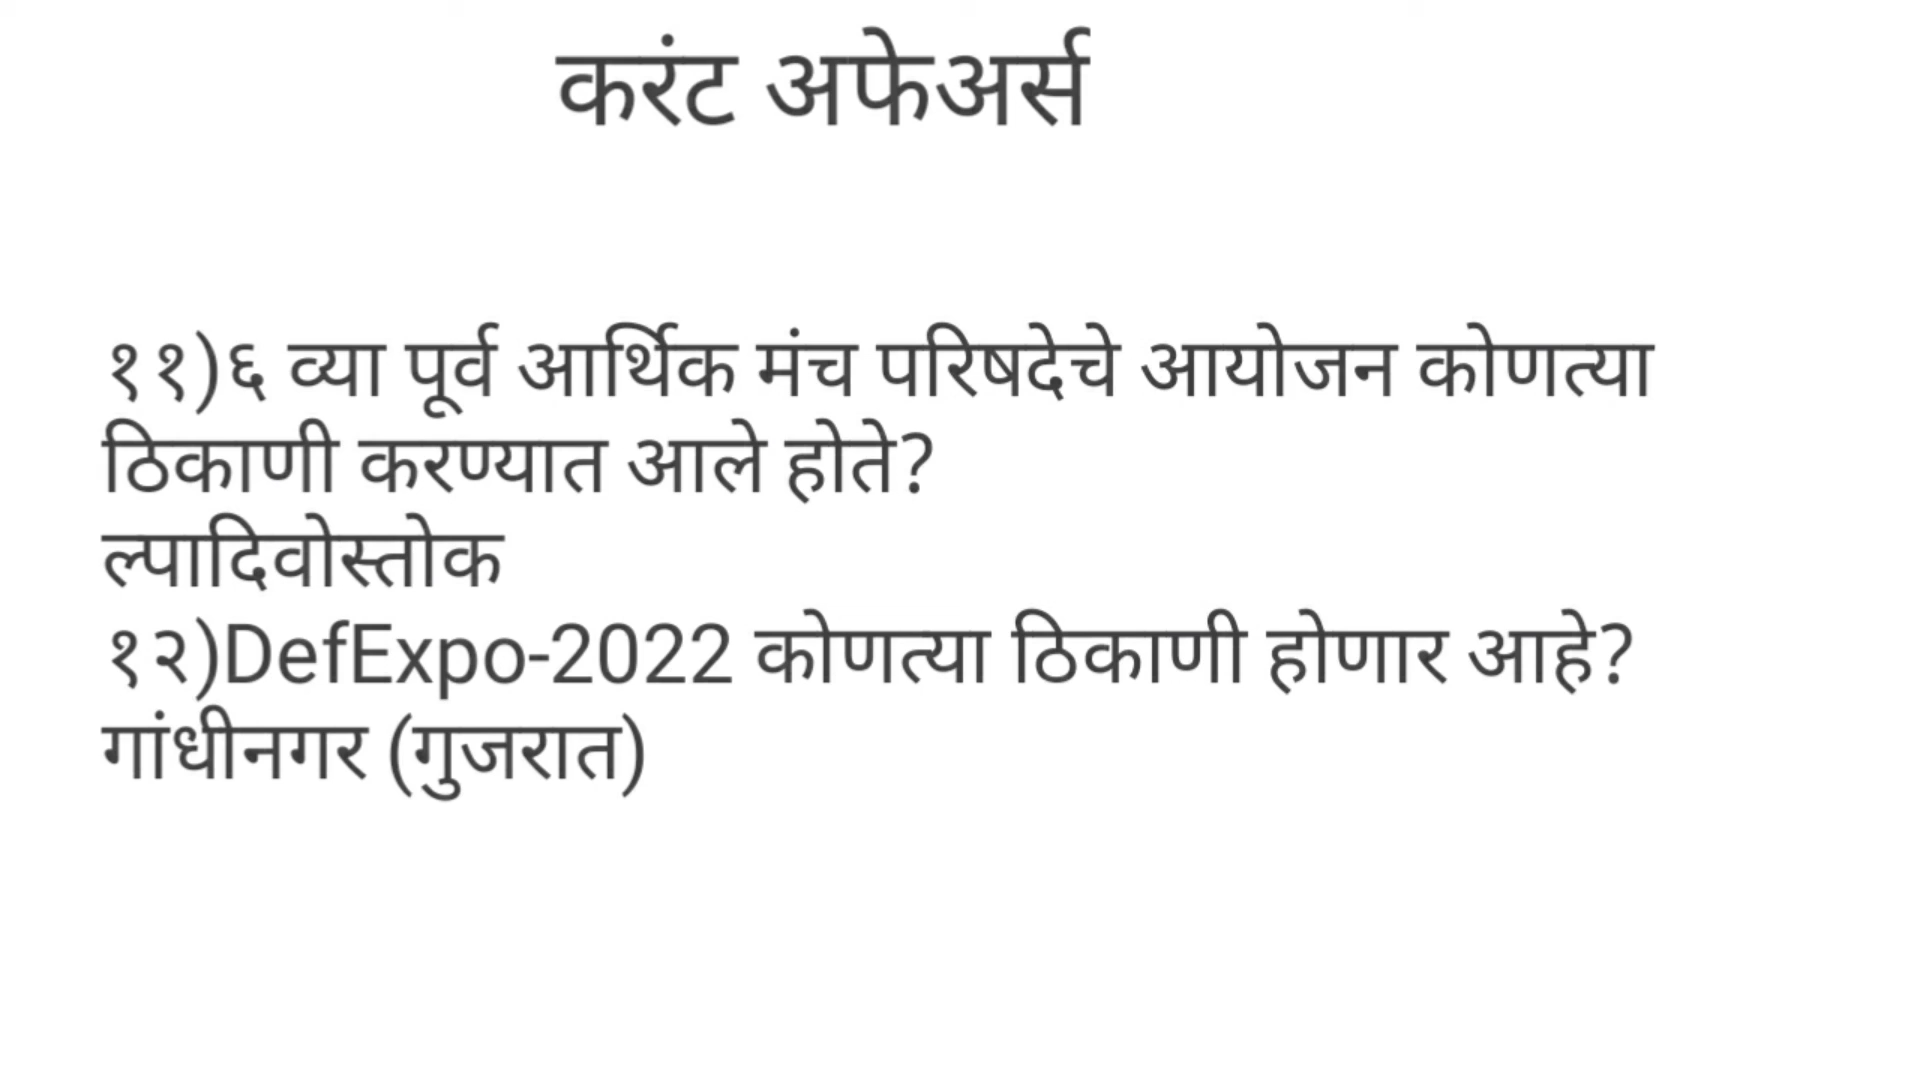 करंट अफेअर्स
११)६ व्या पूर्व आर्थिक मंच परिषदेचे आयोजन कोणत्या
ठिकाणी करण्यात आले होते?
ल्पादिवोस्तोक
१२)DefExpo-2022 कोणत्या ठिकाणी होणार आहे?
गांधीनगर (गुजरात)